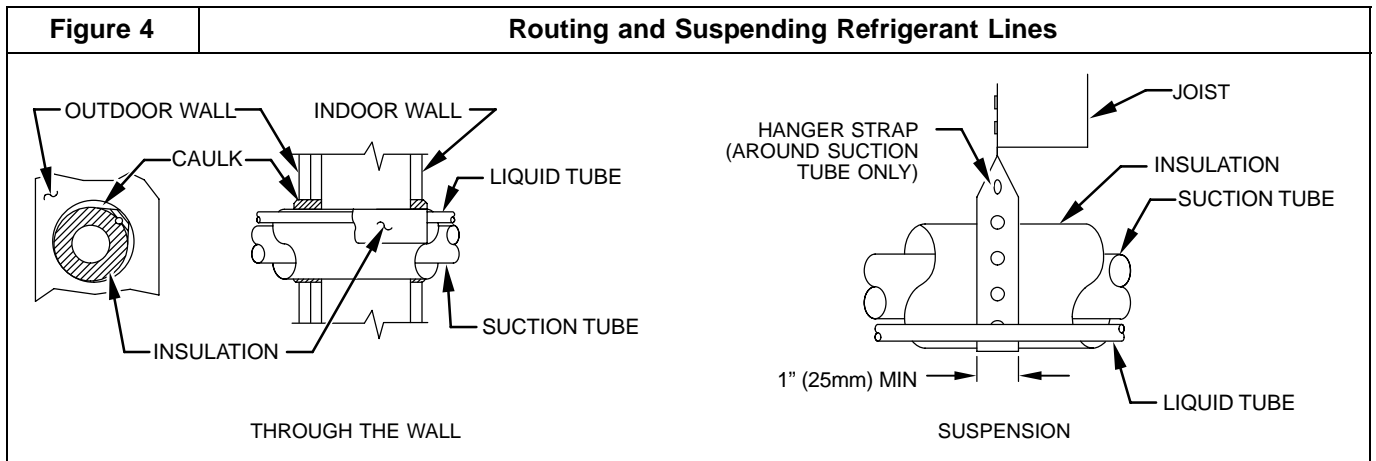 Figure 4
Routing and Suspending Refrigerant Lines
OUTDOOR WALL
INDOOR WALL
CAULK
LIQUID TUBE
SUCTION TUBE
INSULATION
THROUGH THE WALL
JOIST
HANGER STRAP
(AROUND SUCTION
TUBE ONLY)
INSULATION
SUCTION TUBE
1” (25mm) MIN
LIQUID TUBE
SUSPENSION